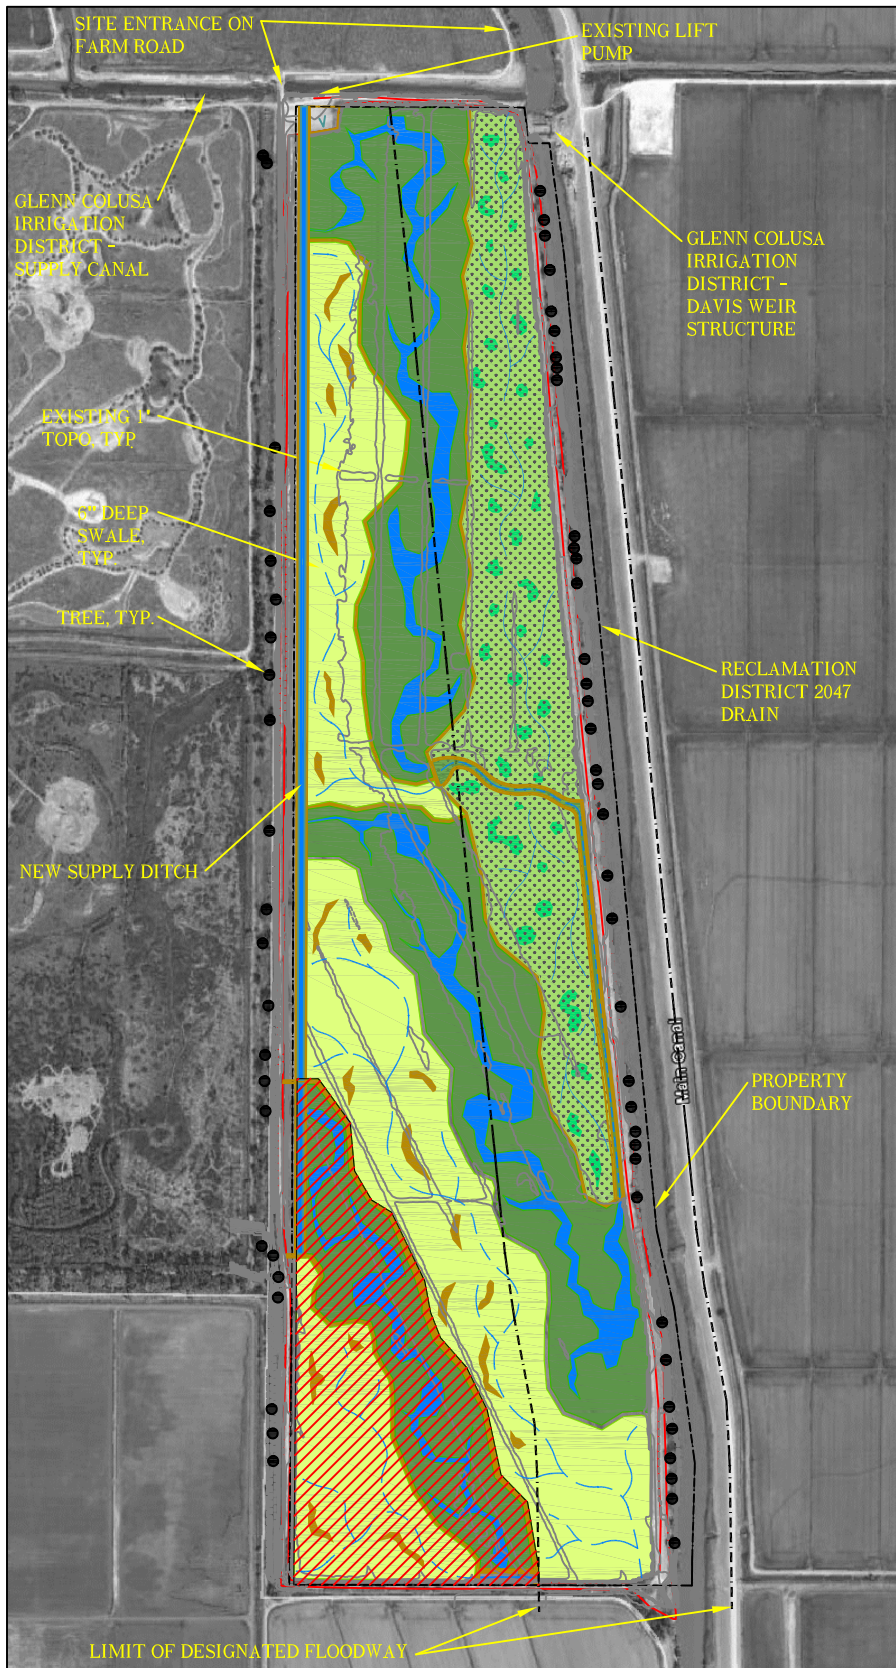 SITE ENTRANCE ON
FARM ROAD
EXISTING LIFT
PUMP
GLENN COLUSA
IRRIGATION
DISTRICT -
SUPPLY CANAL
GLENN COLUSA
IRRIGATION
DISTRICT -
DAVIS WEIR
STRUCTURE
EXISTING 1'
TOPO, TYP.
6" DEEP
SWALE,
TYP.
TREE, TYP.
RECLAMATION
DISTRICT 2047
DRAIN
NEW SUPPLY DITCH
Main Canal
PROPERTY
BOUNDARY
LIMIT OF DESIGNATED FLOODWAY